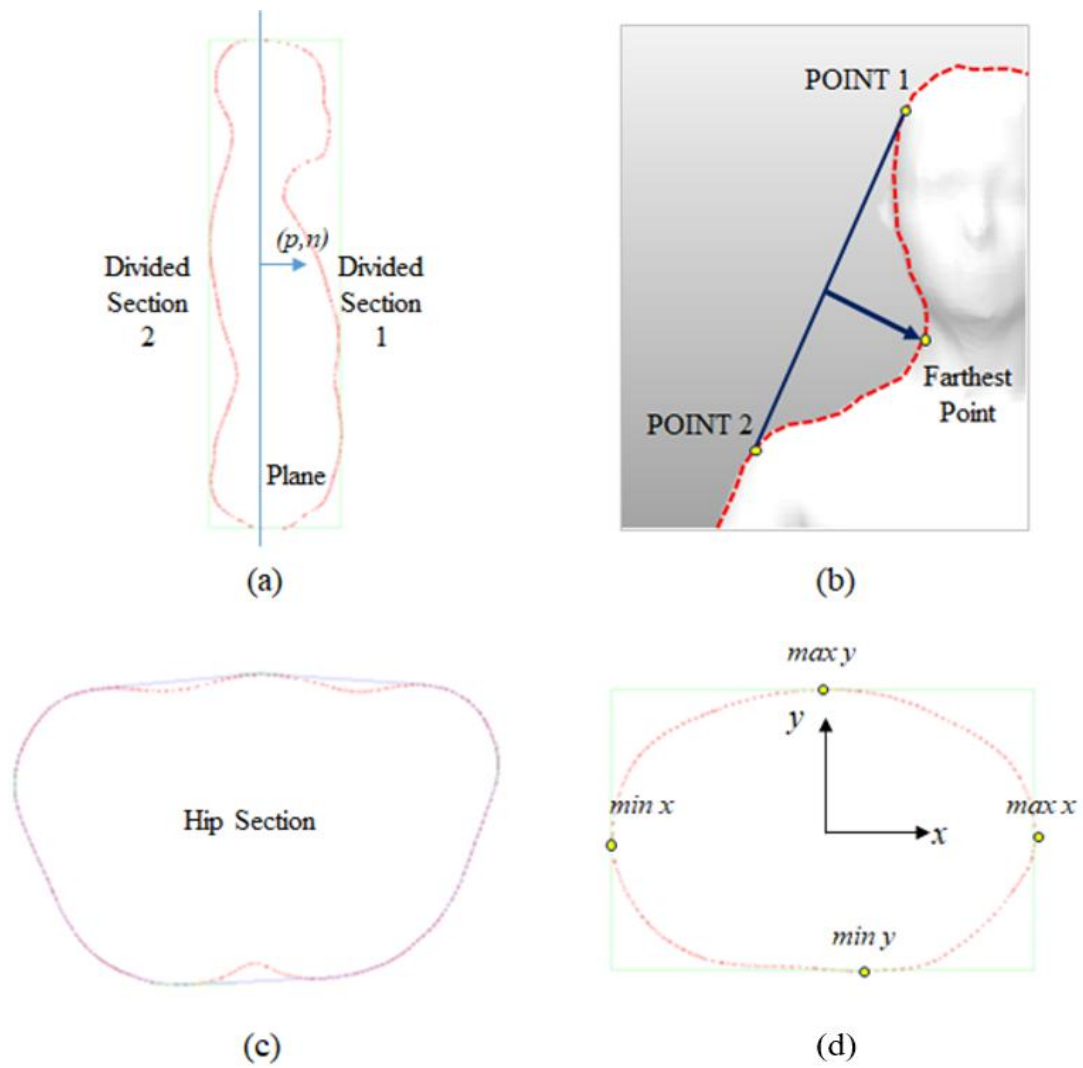 (p,n)
Divided
Section
2
Divided
Section
1
Plane
(a)
POINT 1
POINT 2
Farthest
Point
(b)
Hip Section
(c)
max y
y
min x
max x
x
min y
(d)